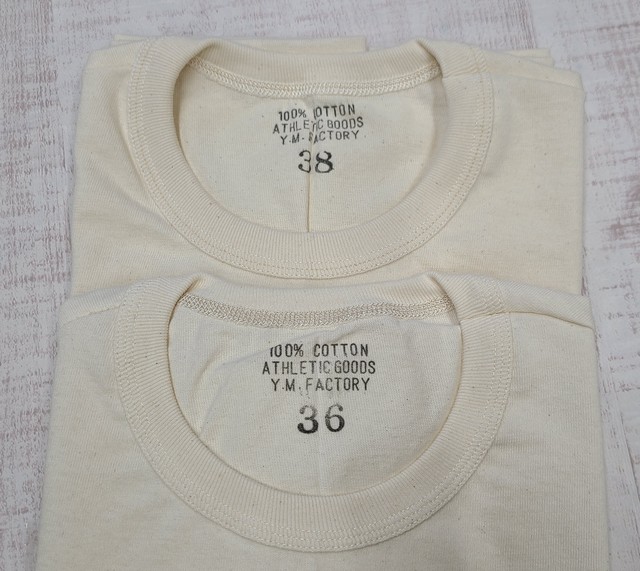 100% COTTON
ATHLETIC GOODS
Y.M. FACTORY
38
100% COTTON
ATHLETIC GOODS
Y.M. FACTORY
36